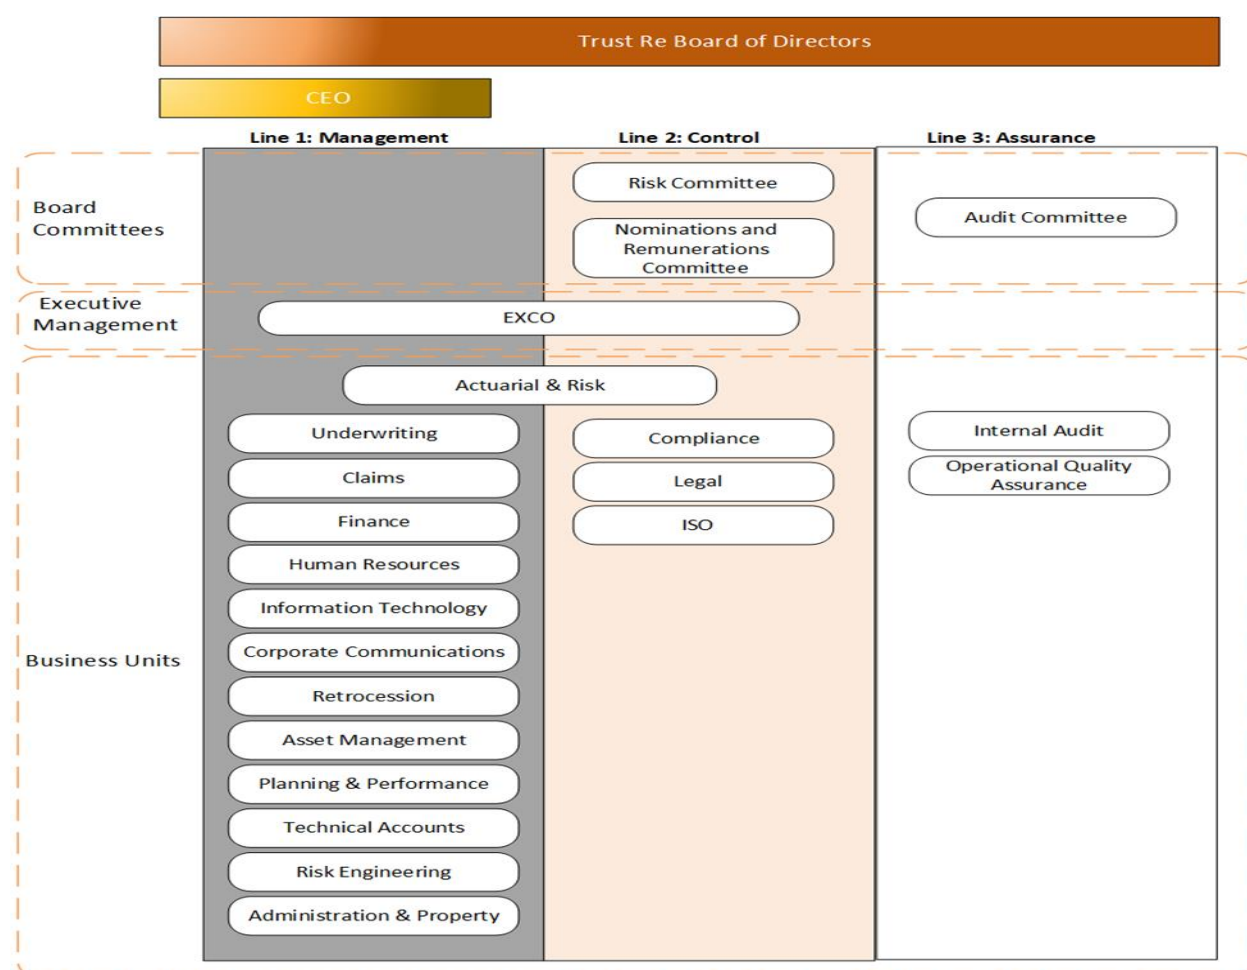 Trust Re Board of Directors
CEO
Line 1: Management
Line 2: Control
Line 3: Assurance
Board
Committees
Risk Committee
Nominations and
Remunerations
Committee
Audit Committee
Executive
Management
EXCO
Business Units
Actuarial & Risk
Underwriting
Claims
Finance
Human Resources
Information Technology
Corporate Communications
Retrocession
Asset Management
Planning & Performance
Technical Accounts
Risk Engineering
Administration & Property
Compliance
Legal
ISO
Internal Audit
Operational Quality
Assurance